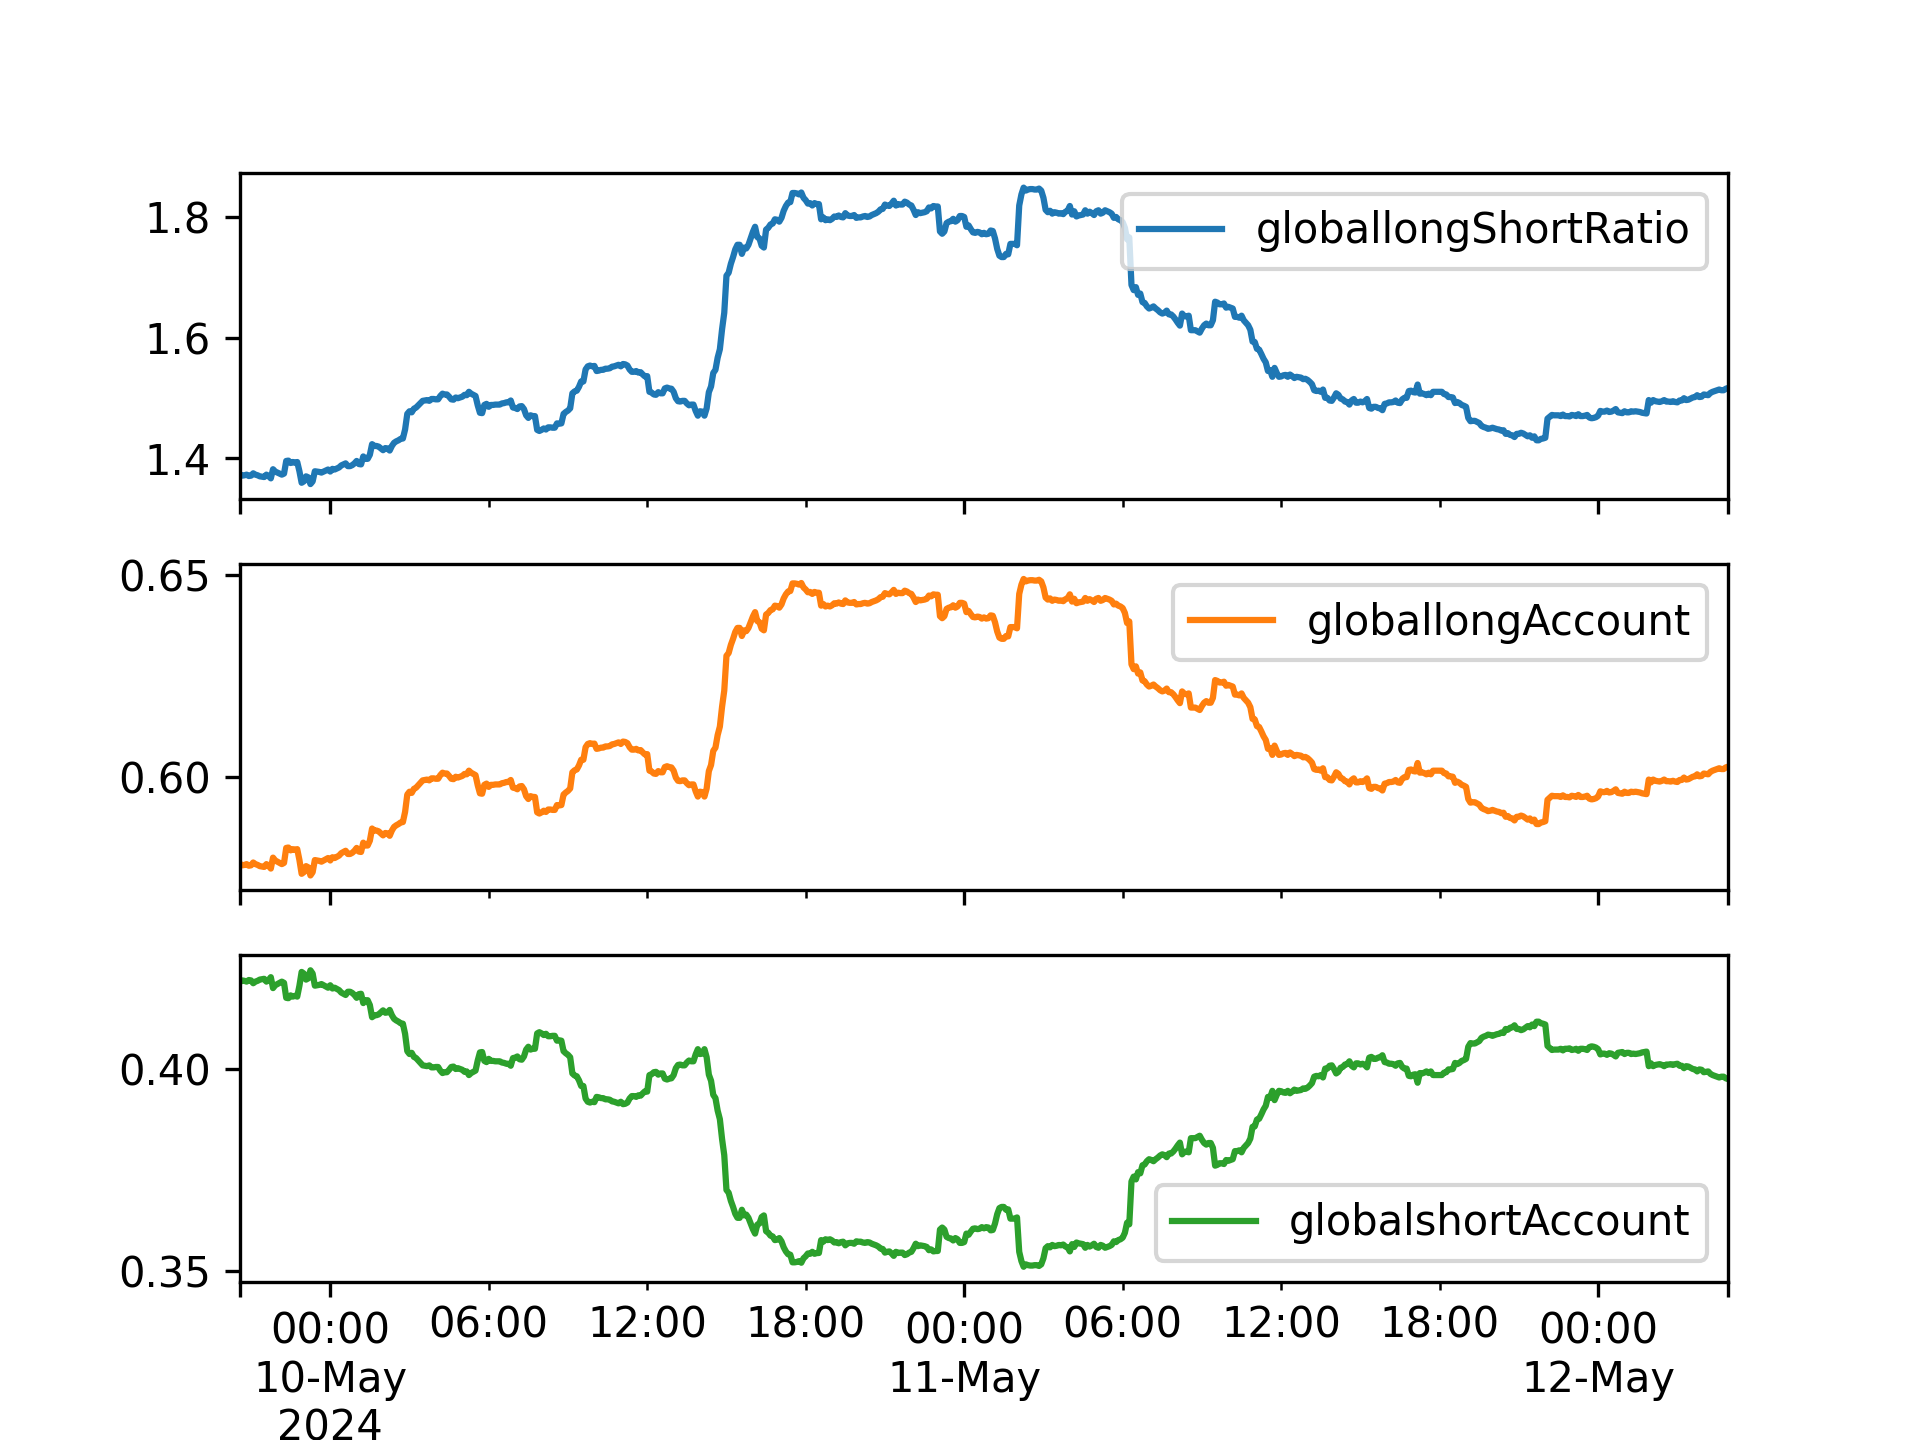 1.8
1.6
1.4
globallongShortRatio
0.65
0.60
globallongAccount
0.40
0.35
globalshortAccount
00:00 06:00 12:00 18:00 00:00 06:00 12:00 18:00 00:00
10-May 11-May 12-May
2024